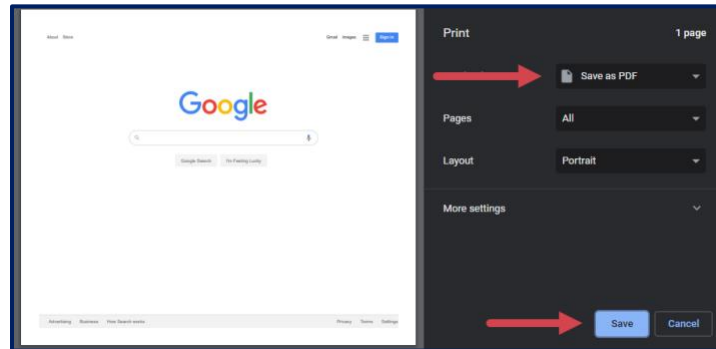 About Store
Gmail Images Sign in
Google
Google Search I'm Feeling Lucky
Advertising Business How Search works
Privacy Terms Settings
Print 1 page
Save as PDF
Pages All
Layout Portrait
More settings
Save Cancel